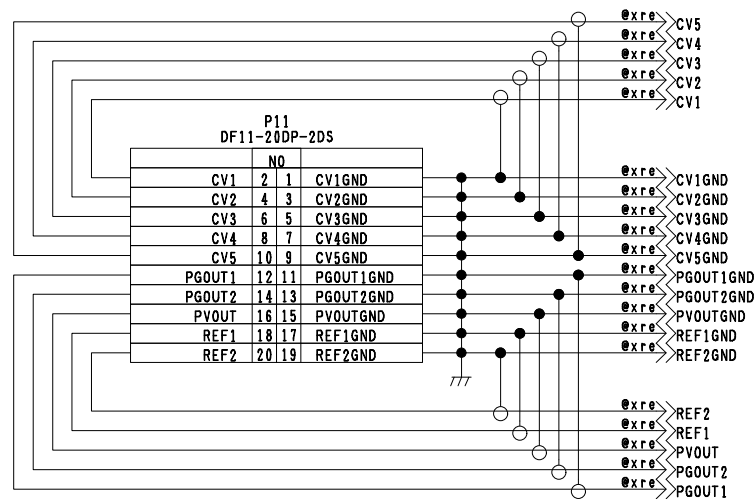 @xre CV5
@xre CV4
@xre CV3
@xre CV2
@xre CV1
P11
DF11-20DP-2DS
NO
CV1 2 1 CV1GND @xre CV1GND
CV2 4 3 CV2GND @xre CV2GND
CV3 6 5 CV3GND @xre CV3GND
CV4 8 7 CV4GND @xre CV4GND
CV5 10 9 CV5GND @xre CV5GND
PGOUT1 12 11 PGOUT1GND @xre PGOUT1GND
PGOUT2 14 13 PGOUT2GND @xre PGOUT2GND
PVOUT 16 15 PVOUTGND @xre PVOUTGND
REF1 18 17 REF1GND @xre REF1GND
REF2 20 19 REF2GND @xre REF2GND
@xre REF2
@xre REF1
@xre PVOUT
@xre PGOUT2
@xre PGOUT1